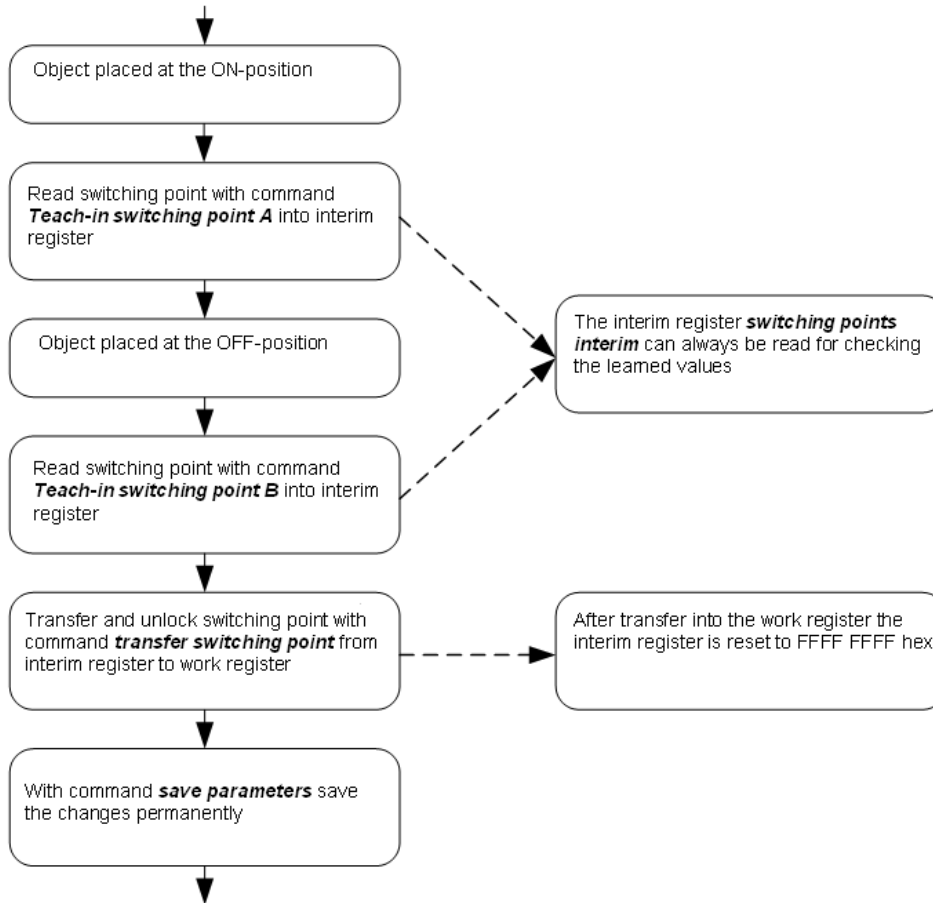 Object placed at the ON-position
Read switching point with command
Teach-in switching point A into interim
register
Object placed at the OFF-position
The interim register switching points
interim can always be read for checking
the learned values
Read switching point with command
Teach-in switching point B into interim
register
Transfer and unlock switching point with
command transfer switching point from
interim register to work register
After transfer into the work register the
interim register is reset to FFFF FFFF hex
With command save parameters save
the changes permanently